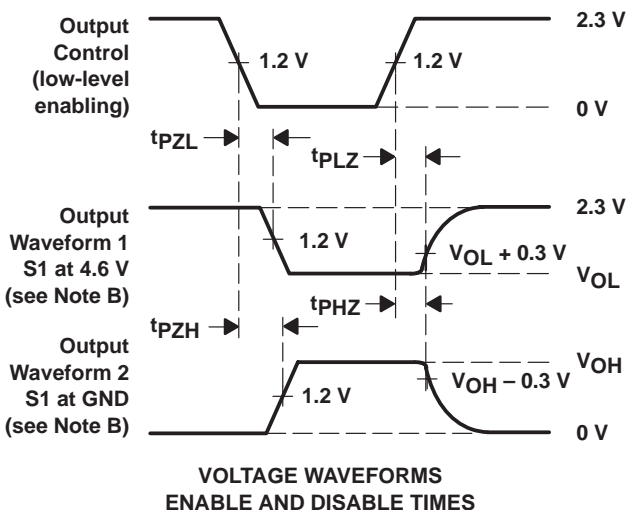 Output
Control
(low-level
enabling)
2.3 V
1.2 V
1.2 V
0 V
tPZL
tPLZ
Output
Waveform 1
S1 at 4.6 V
(see Note B)
2.3 V
1.2 V
VOL + 0.3 V
VOL
tPHZ
tPZH
Output
Waveform 2
S1 at GND
(see Note B)
VOH
VOH – 0.3 V
1.2 V
0 V
VOLTAGE WAVEFORMS
ENABLE AND DISABLE TIMES